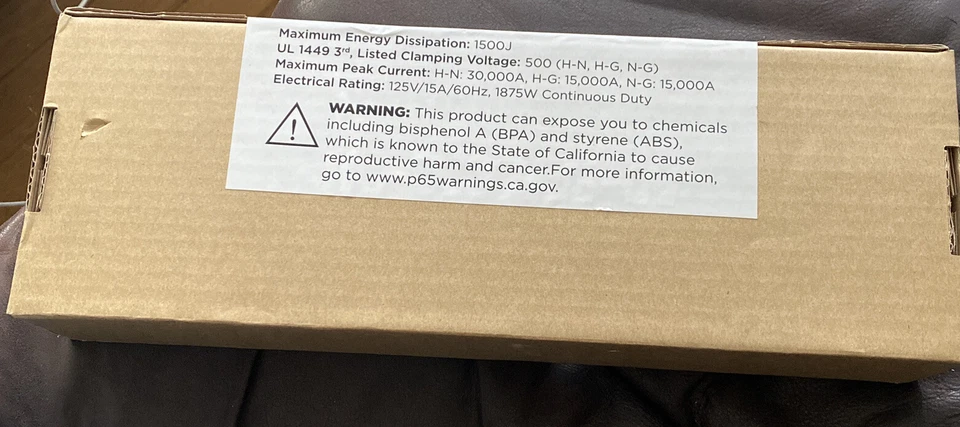 Maximum Energy Dissipation: 1500J
UL 1449 3rd, Listed Clamping Voltage: 500 (H-N, H-G, N-G)
Maximum Peak Current: H-N: 30,000A, H-G: 15,000A, N-G: 15,000A
Electrical Rating: 125V/15A/60Hz, 1875W Continuous Duty
WARNING: This product can expose you to chemicals
including bisphenol A (BPA) and styrene (ABS),
which is known to the State of California to cause
reproductive harm and cancer.For more information,
go to www.p65warnings.ca.gov.